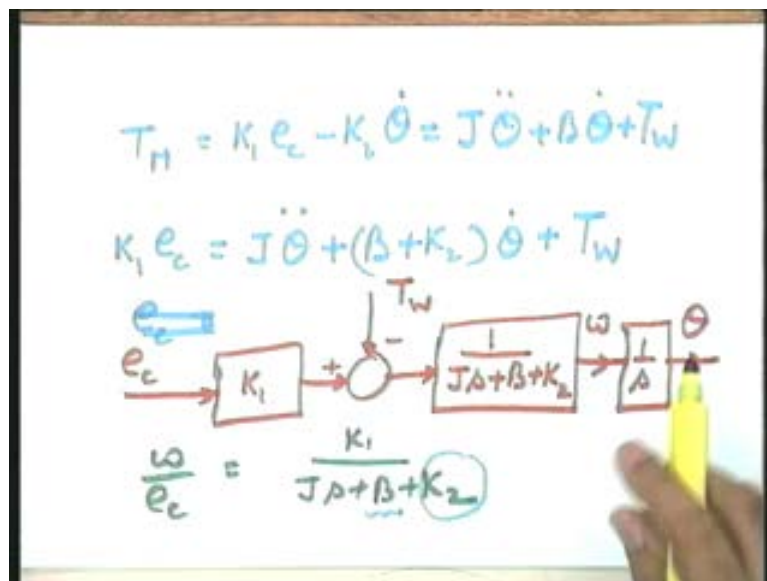 T_M = K_1 e_c - K_2 θ̇ = J θ̈ + B θ̇ + T_W
K_1 e_c = J θ̈ + (B + K_2) θ̇ + T_W
e_c
T_W
e_c K_1 + - 1/(Js+B+K_2) ω 1/s θ
ω/e_c = K_1/(Js+B+K_2)